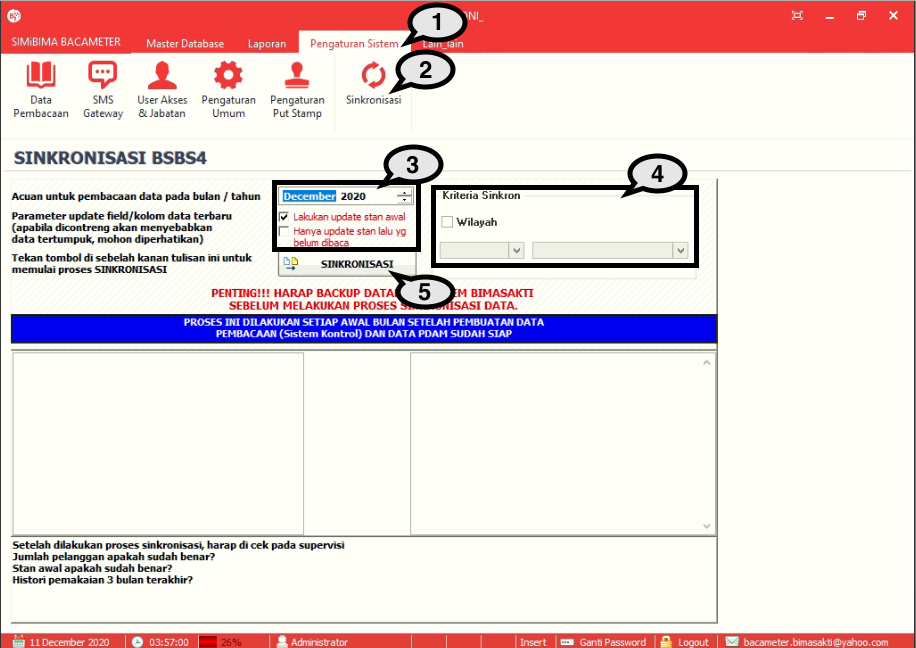 ONI_
SIMiBIMA BACAMETER
Master Database
Laporan
Pengaturan Sistem
Lain_lain
1
2
Data
Pembacaan
SMS
Gateway
User Akses
& Jabatan
Pengaturan
Umum
Pengaturan
Put Stamp
Sinkronisasi
SINKRONISASI BSBS4
3
4
Acuan untuk pembacaan data pada bulan / tahun
December 2020
Kriteria Sinkron
Parameter update field/kolom data terbaru
(apabila dicontreng akan menyebabkan
data tertumpuk, mohon diperhatikan)
Lakukan update stan awal
Hanya update stan lalu yg
belum dibaca
Wilayah
Tekan tombol di sebelah kanan tulisan ini untuk
memulai proses SINKRONISASI
SINKRONISASI
5
PENTING!!! HARAP BACKUP DATA EM BIMASAKTI
SEBELUM MELAKUKAN PROSES SINKRONISASI DATA.
PROSES INI DILAKUKAN SETIAP AWAL BULAN SETELAH PEMBUATAN DATA
PEMBACAAN (Sistem Kontrol) DAN DATA PDAM SUDAH SIAP
Setelah dilakukan proses sinkronisasi, harap di cek pada supervisi
Jumlah pelanggan apakah sudah benar?
Stan awal apakah sudah benar?
Histori pemakaian 3 bulan terakhir?
11 December 2020
03:57:00
26%
Administrator
Insert
Ganti Password
Logout
bacameter.bimasakti@yahoo.com